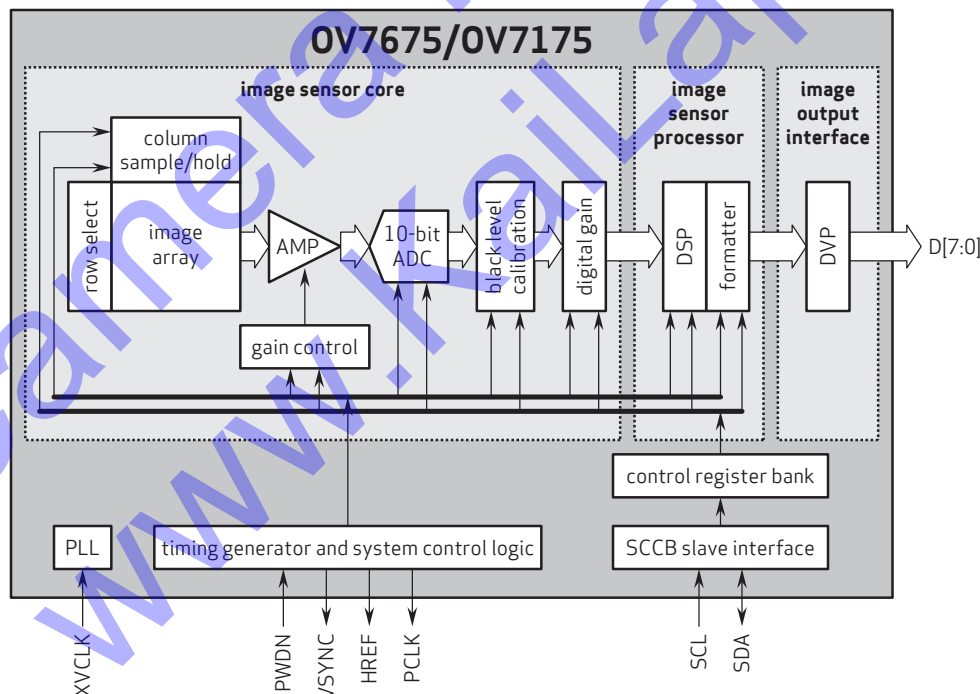 OV7675/OV7175
image sensor core
image
sensor
processor
image
output
interface
column
sample/hold
row select
image
array
AMP
10-bit
ADC
black level
calibration
digital gain
DSP
formatter
DVP
D[7:0]
gain control
control register bank
PLL
timing generator and system control logic
SCCB slave interface
XVCLK
PWDN
VSYNC
HREF
PCLK
SCL
SDA
camera
www.KaiLap